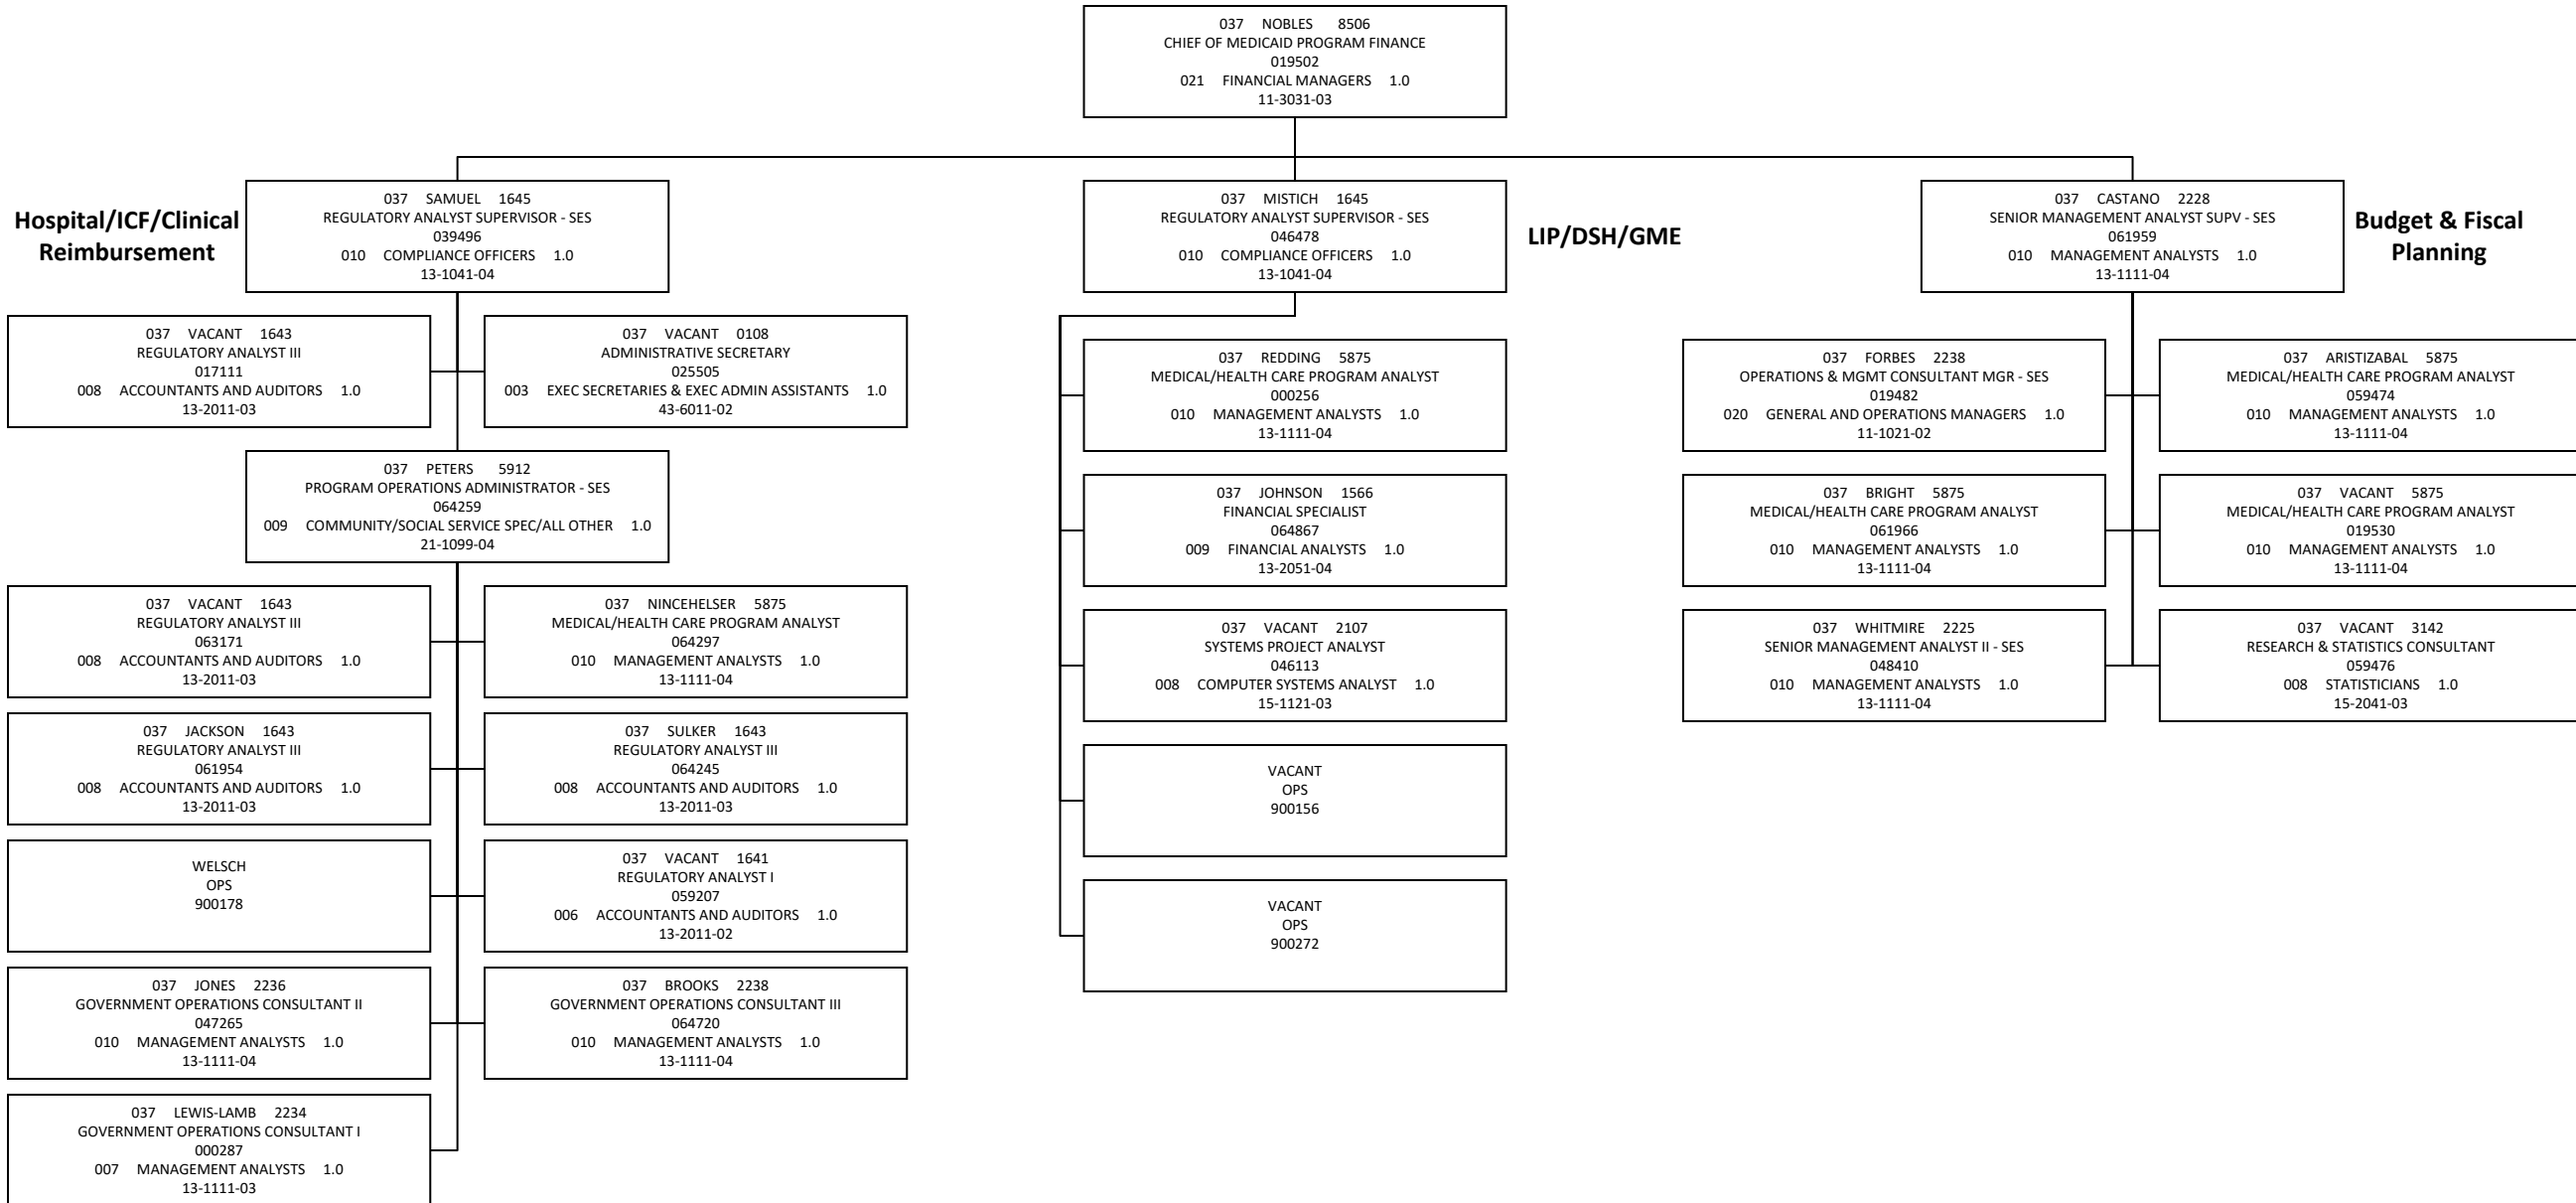 037 NOBLES 8506
CHIEF OF MEDICAID PROGRAM FINANCE
019502
021 FINANCIAL MANAGERS 1.0
11-3031-03
Hospital/ICF/Clinical
Reimbursement
037 SAMUEL 1645
REGULATORY ANALYST SUPERVISOR - SES
039496
010 COMPLIANCE OFFICERS 1.0
13-1041-04
037 MISTICH 1645
REGULATORY ANALYST SUPERVISOR - SES
046478
010 COMPLIANCE OFFICERS 1.0
13-1041-04
LIP/DSH/GME
037 CASTANO 2228
SENIOR MANAGEMENT ANALYST SUPV - SES
061959
010 MANAGEMENT ANALYSTS 1.0
13-1111-04
Budget & Fiscal
Planning
037 VACANT 1643
REGULATORY ANALYST III
017111
008 ACCOUNTANTS AND AUDITORS 1.0
13-2011-03
037 VACANT 0108
ADMINISTRATIVE SECRETARY
025505
003 EXEC SECRETARIES & EXEC ADMIN ASSISTANTS 1.0
43-6011-02
037 PETERS 5912
PROGRAM OPERATIONS ADMINISTRATOR - SES
064259
009 COMMUNITY/SOCIAL SERVICE SPEC/ALL OTHER 1.0
21-1099-04
037 VACANT 1643
REGULATORY ANALYST III
063171
008 ACCOUNTANTS AND AUDITORS 1.0
13-2011-03
037 NINCEHELSER 5875
MEDICAL/HEALTH CARE PROGRAM ANALYST
064297
010 MANAGEMENT ANALYSTS 1.0
13-1111-04
037 JACKSON 1643
REGULATORY ANALYST III
061954
008 ACCOUNTANTS AND AUDITORS 1.0
13-2011-03
037 SULKER 1643
REGULATORY ANALYST III
064245
008 ACCOUNTANTS AND AUDITORS 1.0
13-2011-03
WELSCH
OPS
900178
037 VACANT 1641
REGULATORY ANALYST I
059207
006 ACCOUNTANTS AND AUDITORS 1.0
13-2011-02
037 JONES 2236
GOVERNMENT OPERATIONS CONSULTANT II
047265
010 MANAGEMENT ANALYSTS 1.0
13-1111-04
037 BROOKS 2238
GOVERNMENT OPERATIONS CONSULTANT III
064720
010 MANAGEMENT ANALYSTS 1.0
13-1111-04
037 LEWIS-LAMB 2234
GOVERNMENT OPERATIONS CONSULTANT I
000287
007 MANAGEMENT ANALYSTS 1.0
13-1111-03
037 REDDING 5875
MEDICAL/HEALTH CARE PROGRAM ANALYST
000256
010 MANAGEMENT ANALYSTS 1.0
13-1111-04
037 JOHNSON 1566
FINANCIAL SPECIALIST
064867
009 FINANCIAL ANALYSTS 1.0
13-2051-04
037 VACANT 2107
SYSTEMS PROJECT ANALYST
046113
008 COMPUTER SYSTEMS ANALYST 1.0
15-1121-03
VACANT
OPS
900156
VACANT
OPS
900272
037 FORBES 2238
OPERATIONS & MGMT CONSULTANT MGR - SES
019482
020 GENERAL AND OPERATIONS MANAGERS 1.0
11-1021-02
037 ARISTIZABAL 5875
MEDICAL/HEALTH CARE PROGRAM ANALYST
059474
010 MANAGEMENT ANALYSTS 1.0
13-1111-04
037 BRIGHT 5875
MEDICAL/HEALTH CARE PROGRAM ANALYST
061966
010 MANAGEMENT ANALYSTS 1.0
13-1111-04
037 VACANT 5875
MEDICAL/HEALTH CARE PROGRAM ANALYST
019530
010 MANAGEMENT ANALYSTS 1.0
13-1111-04
037 WHITMIRE 2225
SENIOR MANAGEMENT ANALYST II - SES
048410
010 MANAGEMENT ANALYSTS 1.0
13-1111-04
037 VACANT 3142
RESEARCH & STATISTICS CONSULTANT
059476
008 STATISTICIANS 1.0
15-2041-03